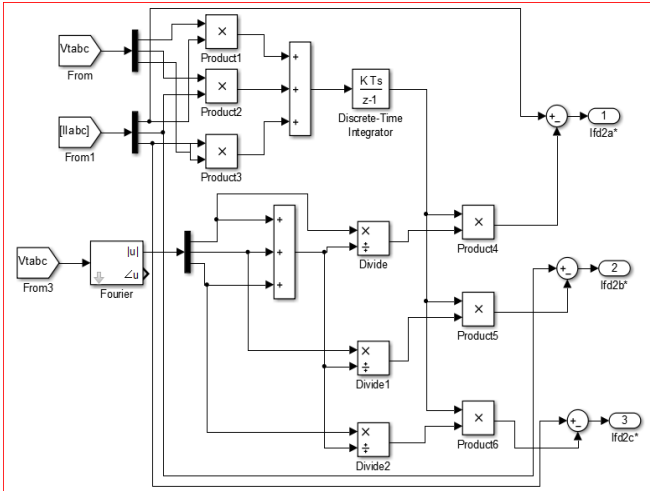 Vtabc
From
[Ilabc]
From1
×
Product1
×
Product2
×
Product3
+
+
+
K Ts
z-1
Discrete-Time
Integrator
+
−
1
Ifd2a*
Vtabc
From3
|u|
∠u
Fourier
+
+
+
×
÷
Divide
×
Product4
+
−
2
Ifd2b*
×
Product5
×
÷
Divide1
×
÷
Divide2
×
Product6
+
−
3
Ifd2c*